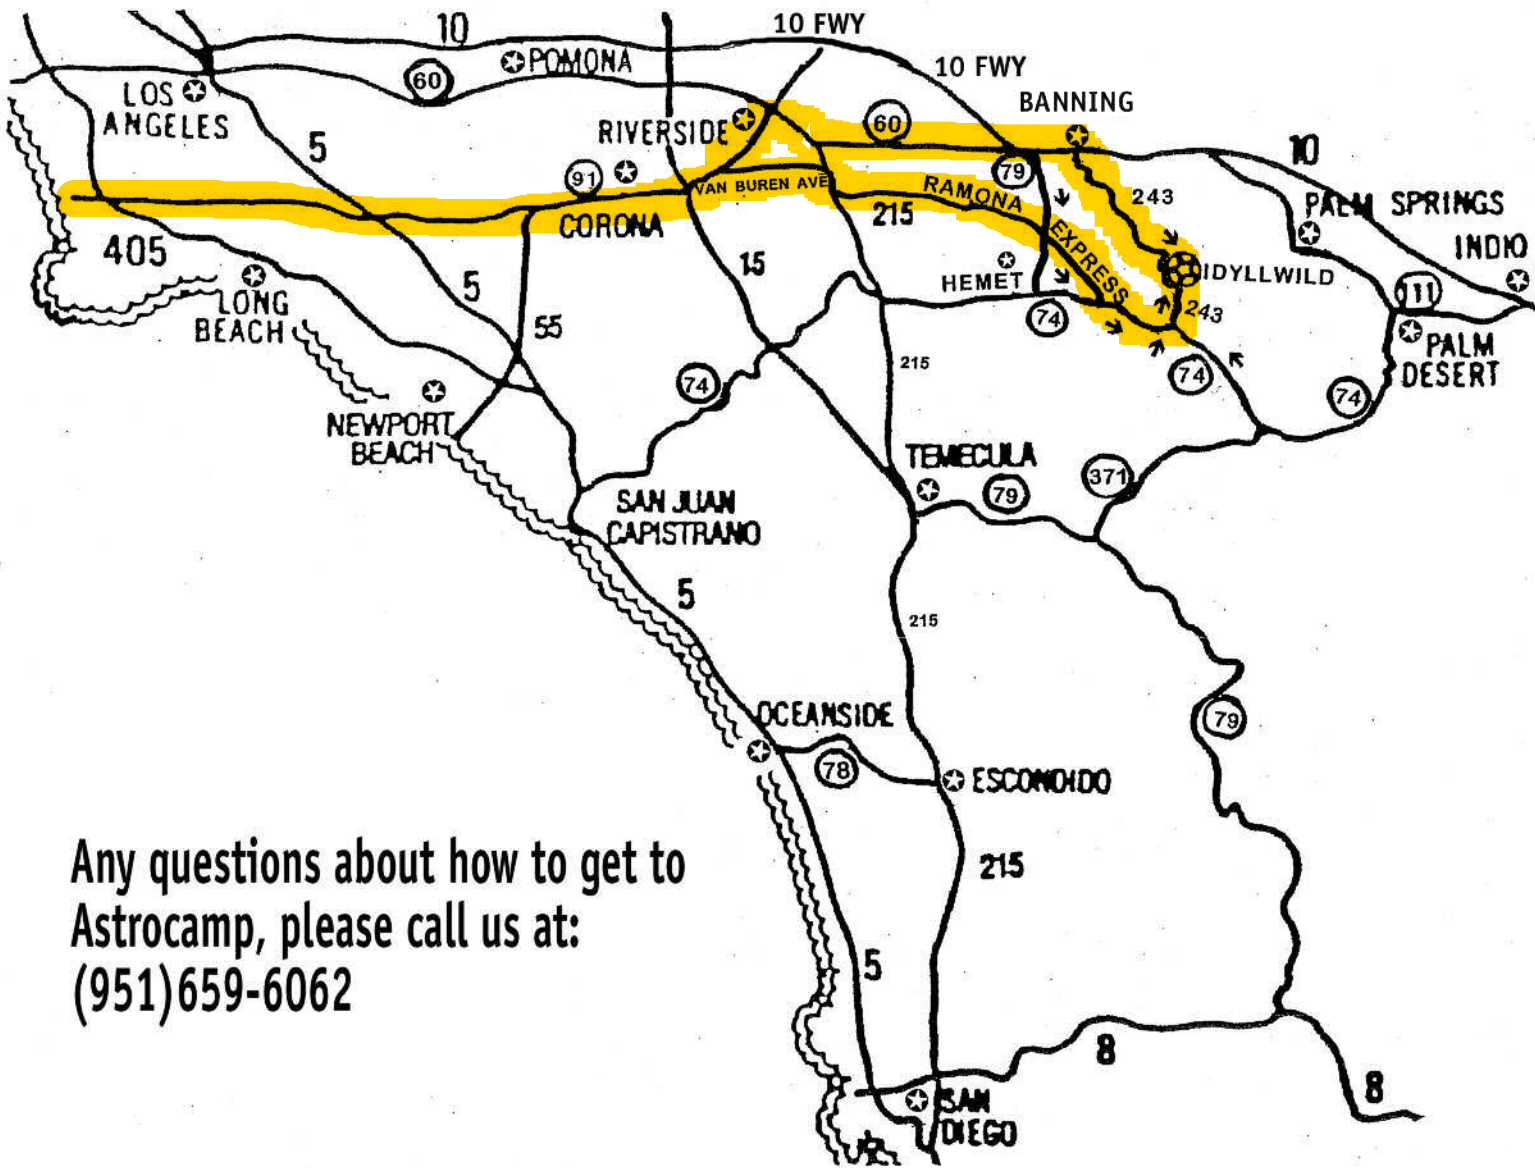 10
10 FWY
10 FWY
POMONA
60
LOS
ANGELES
BANNING
RIVERSIDE
60
5
10
91
79
VAN BUREN AVE
RAMONA
243
PALM SPRINGS
CORONA
215
EXPRESS
INDIO
405
15
HEMET
IDYLLWILD
5
LONG
BEACH
111
243
74
55
PALM
DESERT
215
74
74
74
NEWPORT
BEACH
TEMECULA
371
79
SAN JUAN
CAPISTRANO
5
215
OCEANSIDE
79
78
ESCONDIDO
Any questions about how to get to
Astrocamp, please call us at:
(951)659-6062
215
5
8
8
SAN
DIEGO